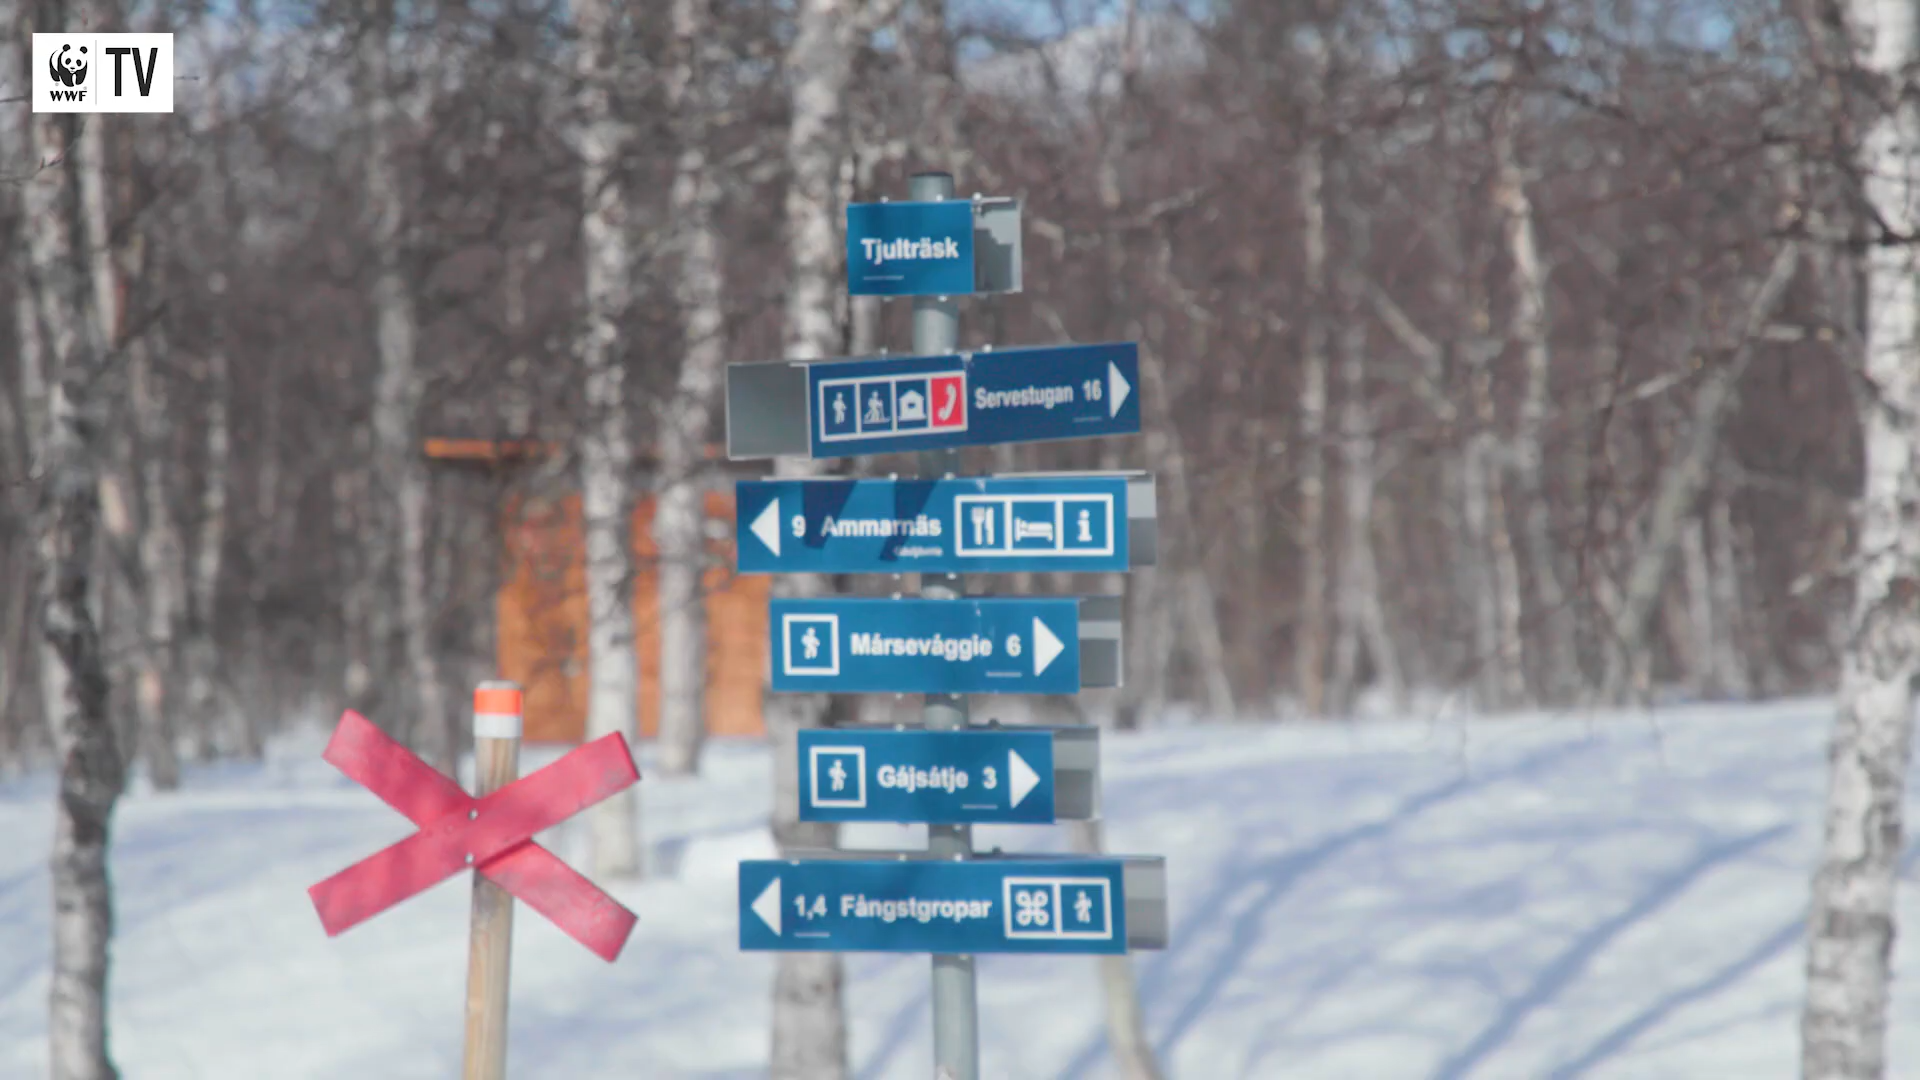 WWF TV
Tjulträsk
Servestugan 16
9 Ammarnäs
Mársevággie 6
Gájsátje 3
1,4 Fångstgropar